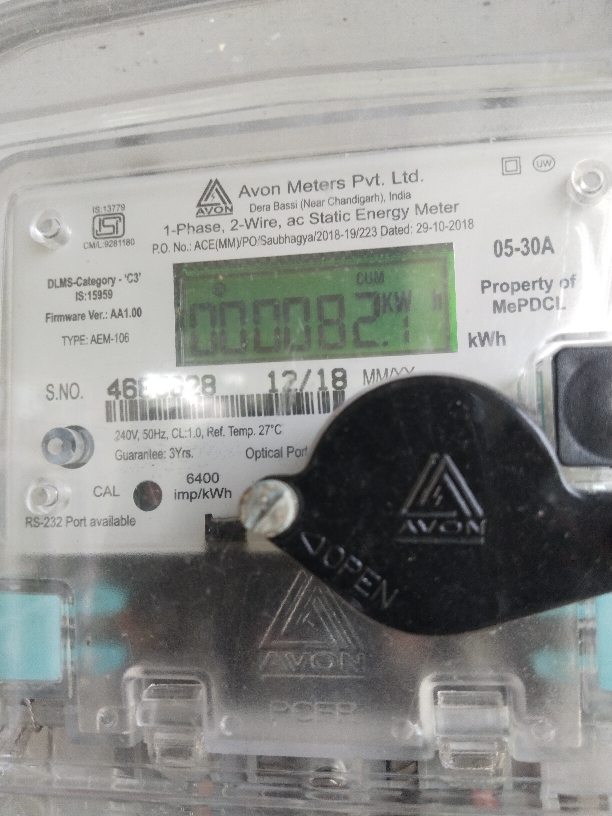 Avon Meters Pvt. Ltd.
AVON
Dera Bassi (Near Chandigarh), India
1-Phase, 2-Wire, ac Static Energy Meter
P.O. No.: ACE(MM)/PO/Saubhagya/2018-19/223 Dated: 29-10-2018
UW
IS:13779
ISI
CM/L:9281180
DLMS-Category - 'C3'
IS:15959
Firmware Ver.: AA1.00
TYPE: AEM-106
CUM
000082.1 KW h
kWh
05-30A
Property of
MePDCL
S.NO.
12/18 MM/YY
240V, 50Hz, CL:1.0, Ref. Temp. 27°C
Guarantee: 3Yrs. Optical Port
CAL
6400
imp/kWh
RS-232 Port available
AVON
OPEN
AVON